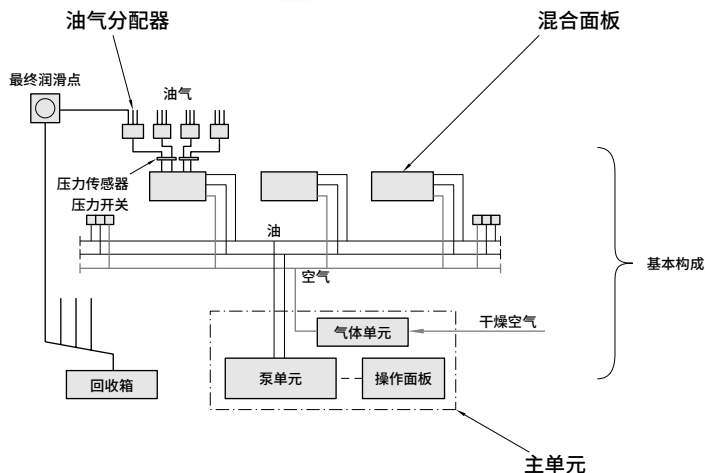 油气分配器
混合面板
最终润滑点
油气
压力传感器
压力开关
油
空气
基本构成
气体单元
干燥空气
泵单元
操作面板
回收箱
主单元